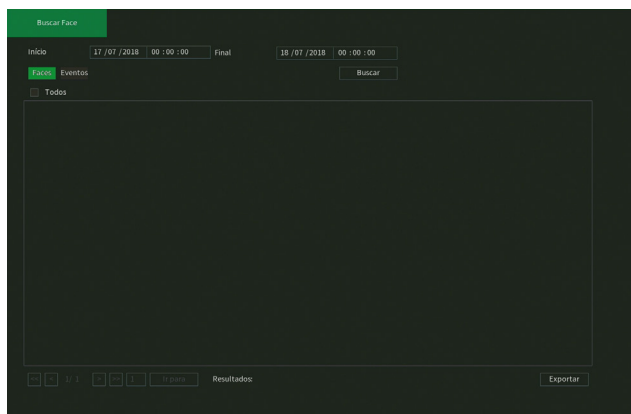 Buscar Face
Início 17 /07 /2018 00 :00 :00 Final 18 /07 /2018 00 :00 :00
Faces Eventos Buscar
Todos
<< < 1/ 1 > >> 1 Ir para Resultados: Exportar